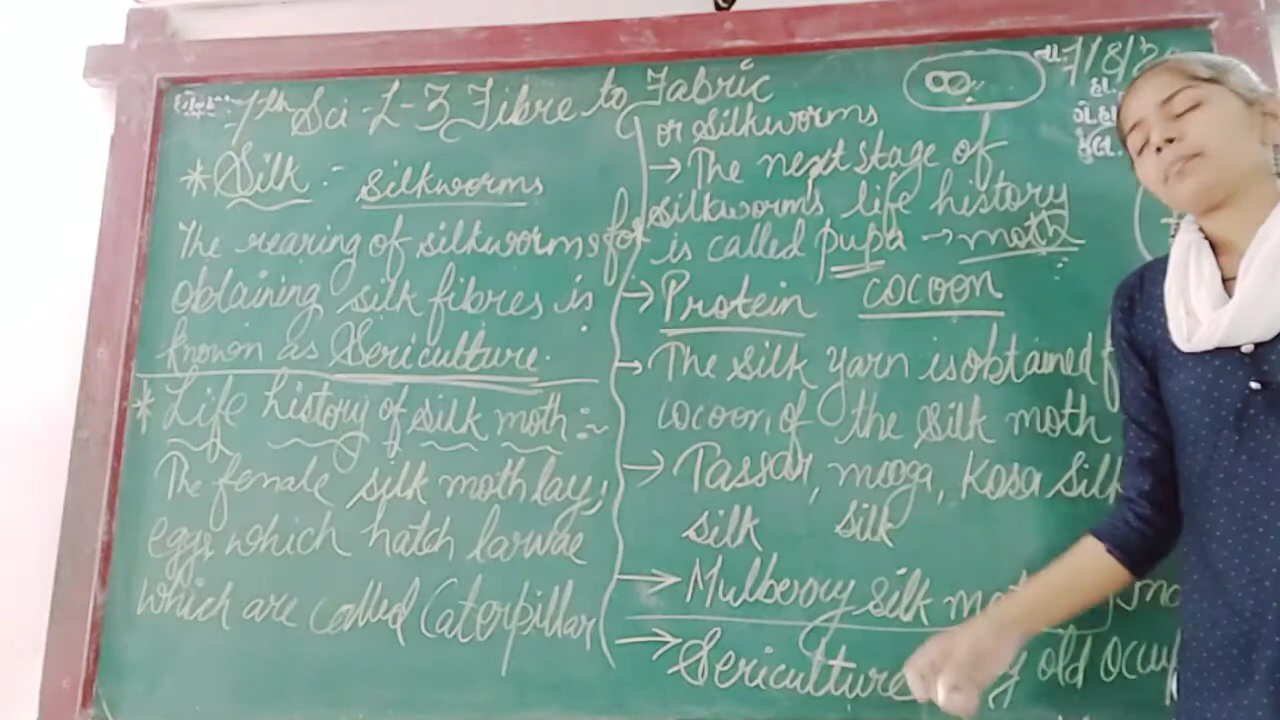 7th Sci - L-3 Fibre to Fabric
* Silk :- silkworms
The rearing of silkworms for
obtaining silk fibres is
known as Sericulture.
* Life history of silk moth :-
The female silk moth lay,
eggs which hatch larvae
which are called Caterpillar
or silkworms
→ The next stage of
silkworms life history
is called pupa → moth
→ Protein cocoon
→ The silk yarn is obtained
cocoon of the silk moth
→ Tassar, mooga, Kosa Silk
silk silk
→ Mulberry silk
→ Sericulture old
7/8/